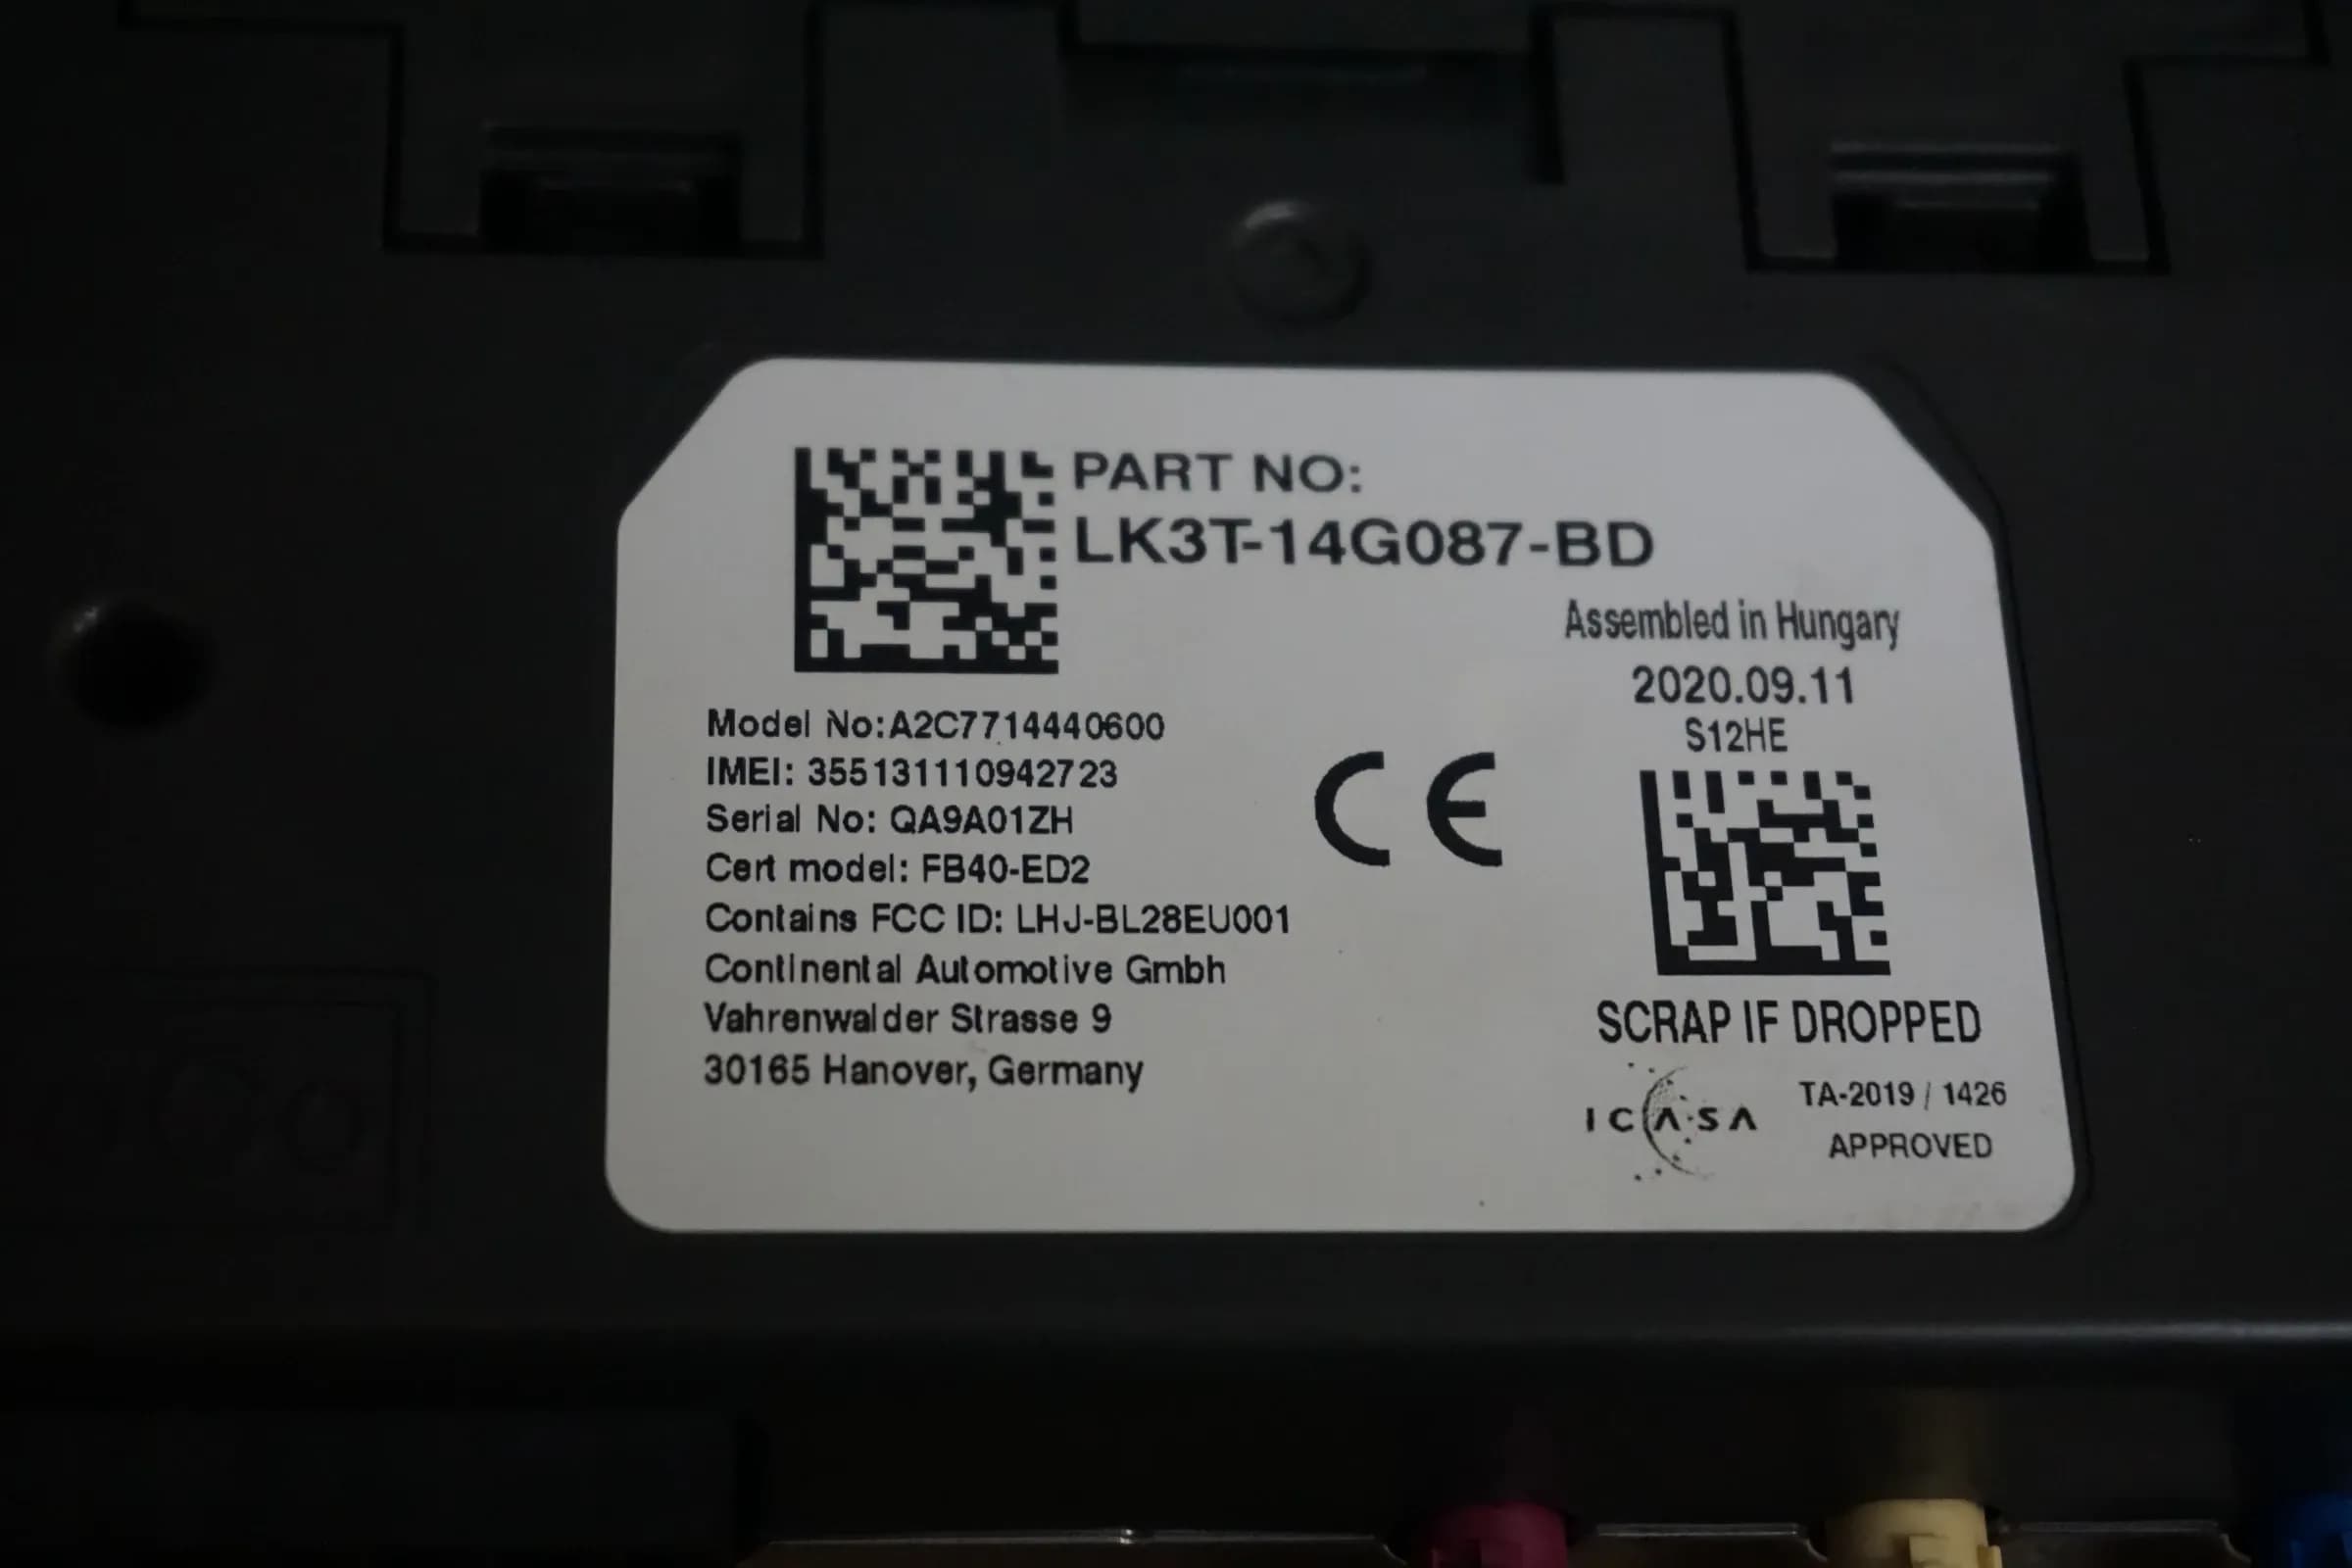 PART NO:
LK3T-14G087-BD
Assembled in Hungary
2020.09.11
S12HE
Model No:A2C7714440600
IMEI: 355131110942723
Serial No: QA9A01ZH
Cert model: FB40-ED2
Contains FCC ID: LHJ-BL28EU001
Continental Automotive Gmbh
Vahrenwalder Strasse 9
30165 Hanover, Germany
CE
SCRAP IF DROPPED
ICASA
TA-2019 / 1426
APPROVED